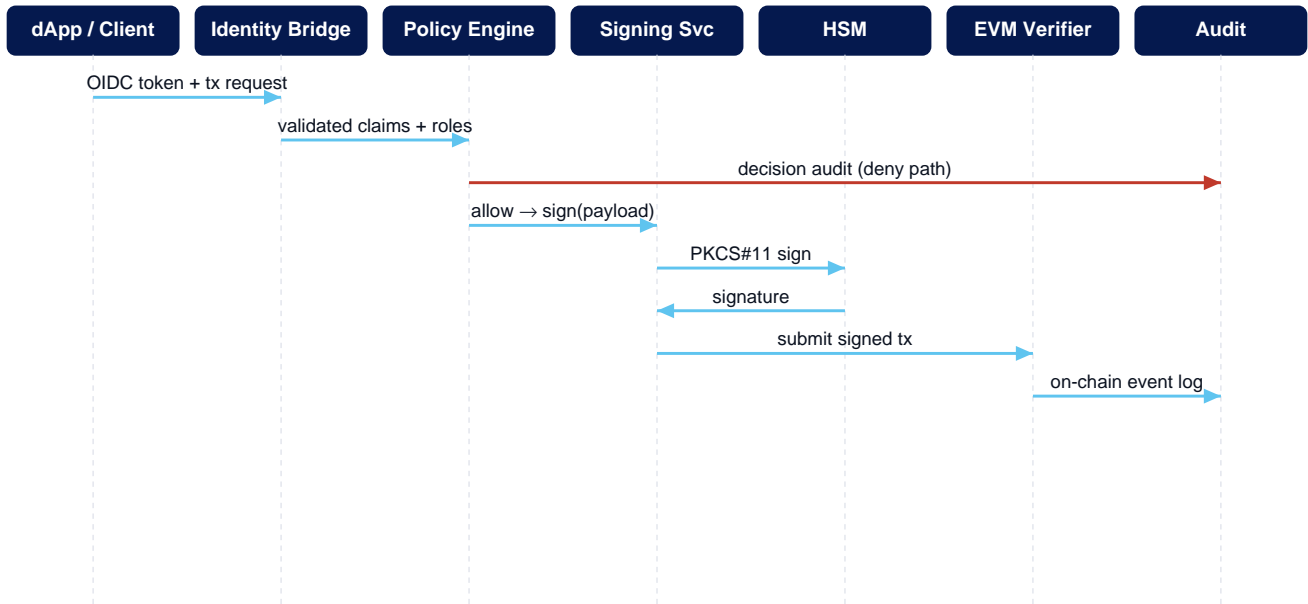 dApp / Client
Identity Bridge
Policy Engine
Signing Svc
HSM
EVM Verifier
Audit
OIDC token + tx request
validated claims + roles
decision audit (deny path)
allow → sign(payload)
PKCS#11 sign
signature
submit signed tx
on-chain event log